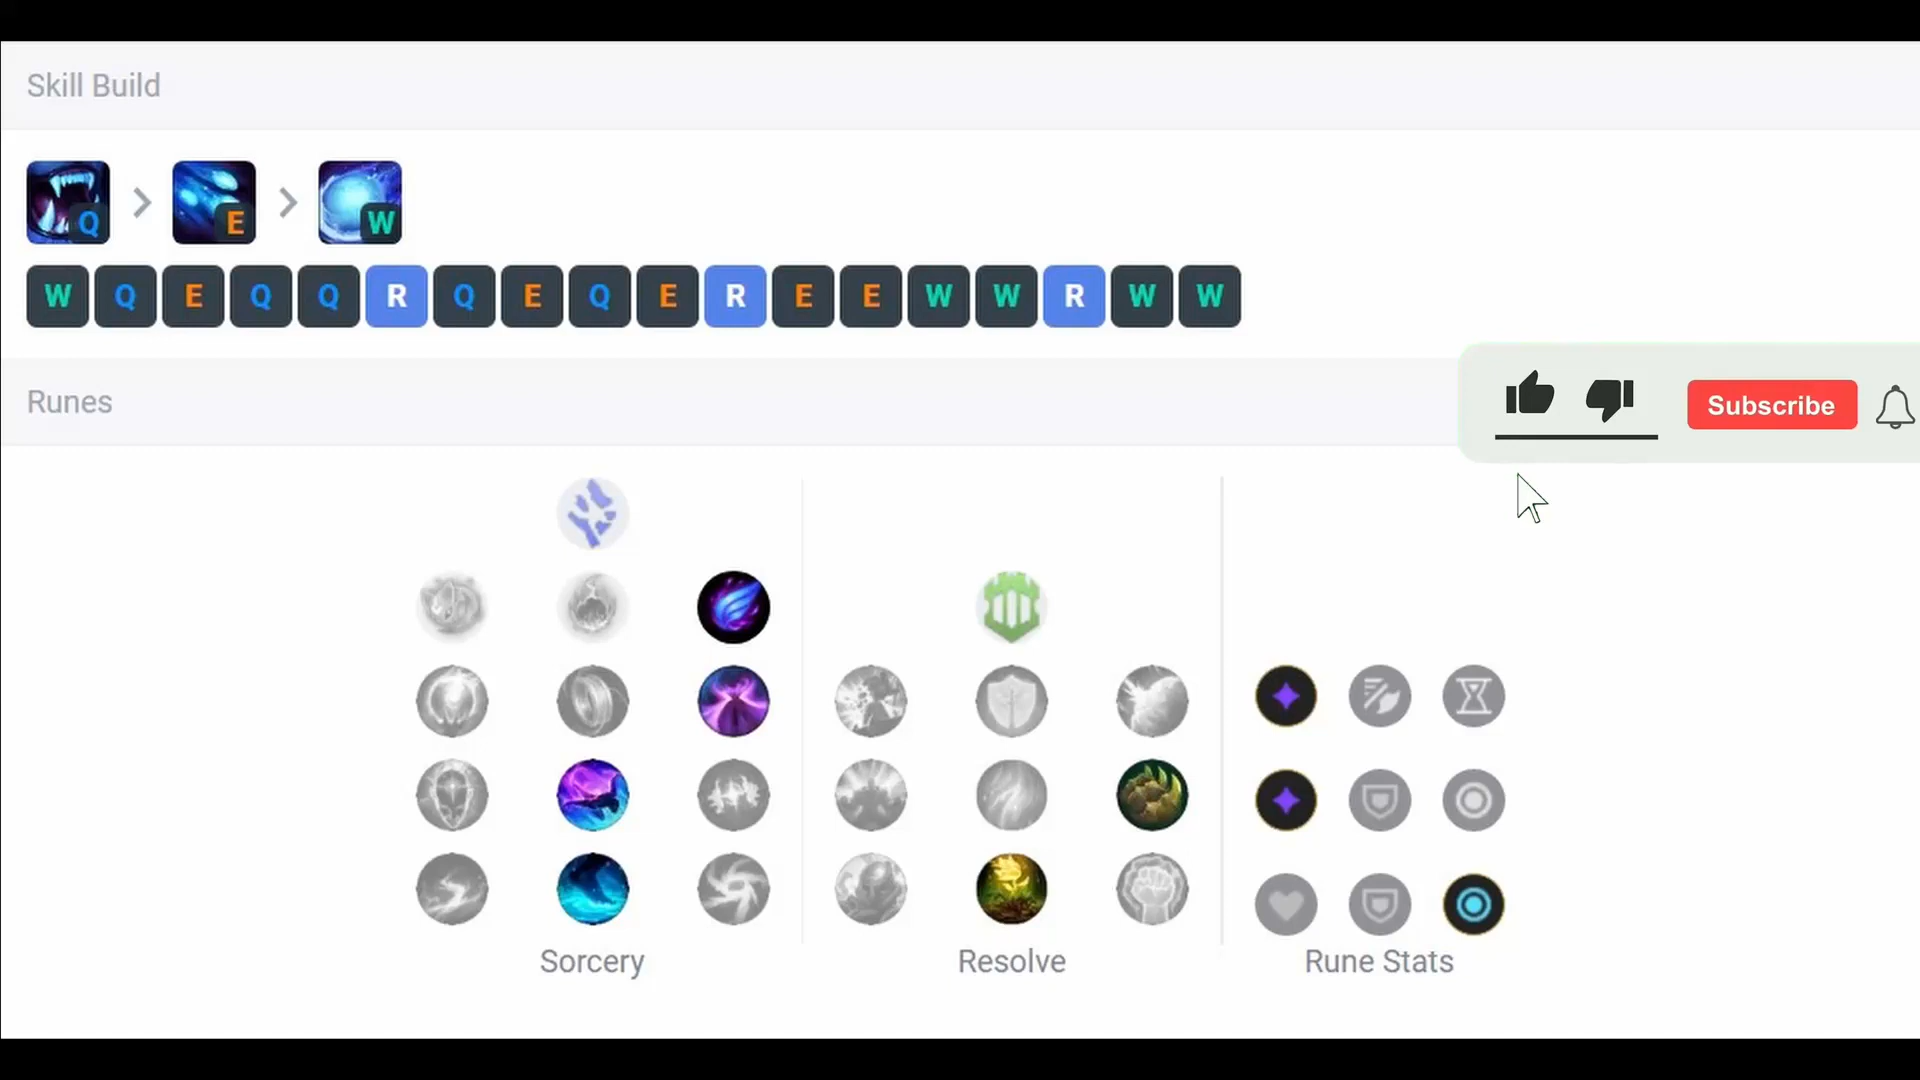 Skill Build
Q E W
W Q E Q Q R Q E Q E R E E W W R W W
Runes
Subscribe
Sorcery Resolve Rune Stats